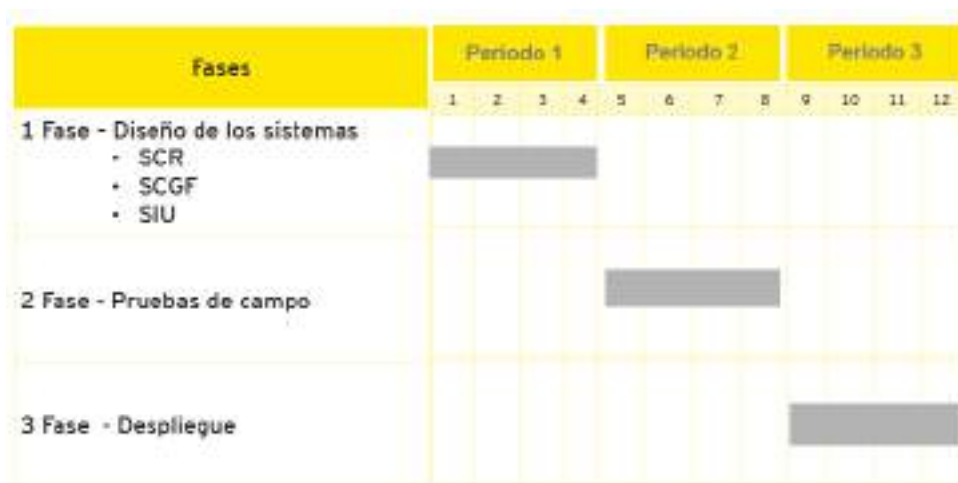 Fases
Periodo 1 Periodo 2 Periodo 3
1 2 3 4 5 6 7 8 9 10 11 12
1 Fase - Diseño de los sistemas
· SCR
· SCGF
· SIU
2 Fase - Pruebas de campo
3 Fase - Despliegue